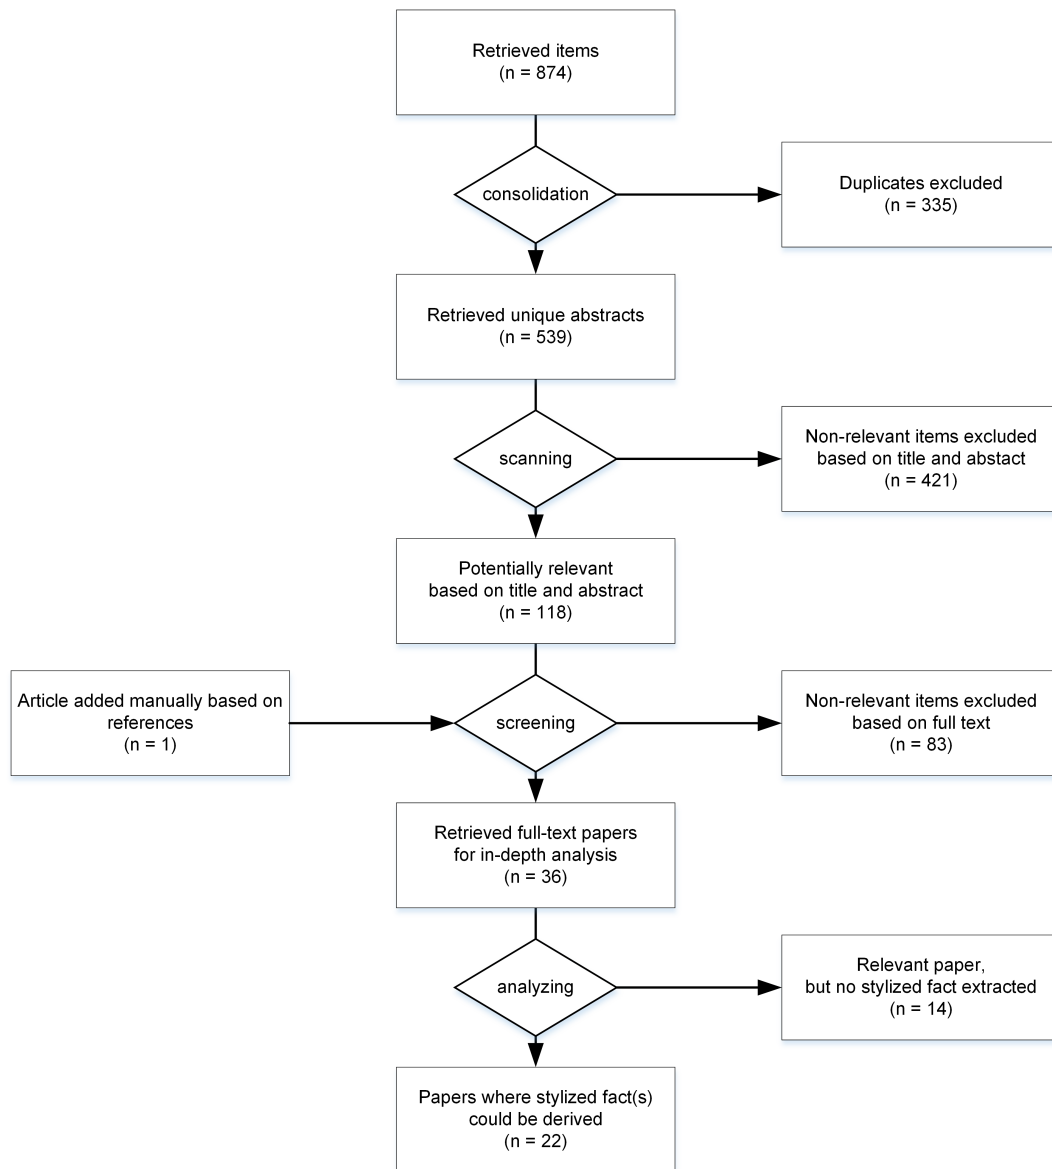 Retrieved items
(n = 874)
consolidation
Duplicates excluded
(n = 335)
Retrieved unique abstracts
(n = 539)
scanning
Non-relevant items excluded
based on title and abstact
(n = 421)
Potentially relevant
based on title and abstract
(n = 118)
Article added manually based on
references
(n = 1)
screening
Non-relevant items excluded
based on full text
(n = 83)
Retrieved full-text papers
for in-depth analysis
(n = 36)
analyzing
Relevant paper,
but no stylized fact extracted
(n = 14)
Papers where stylized fact(s)
could be derived
(n = 22)